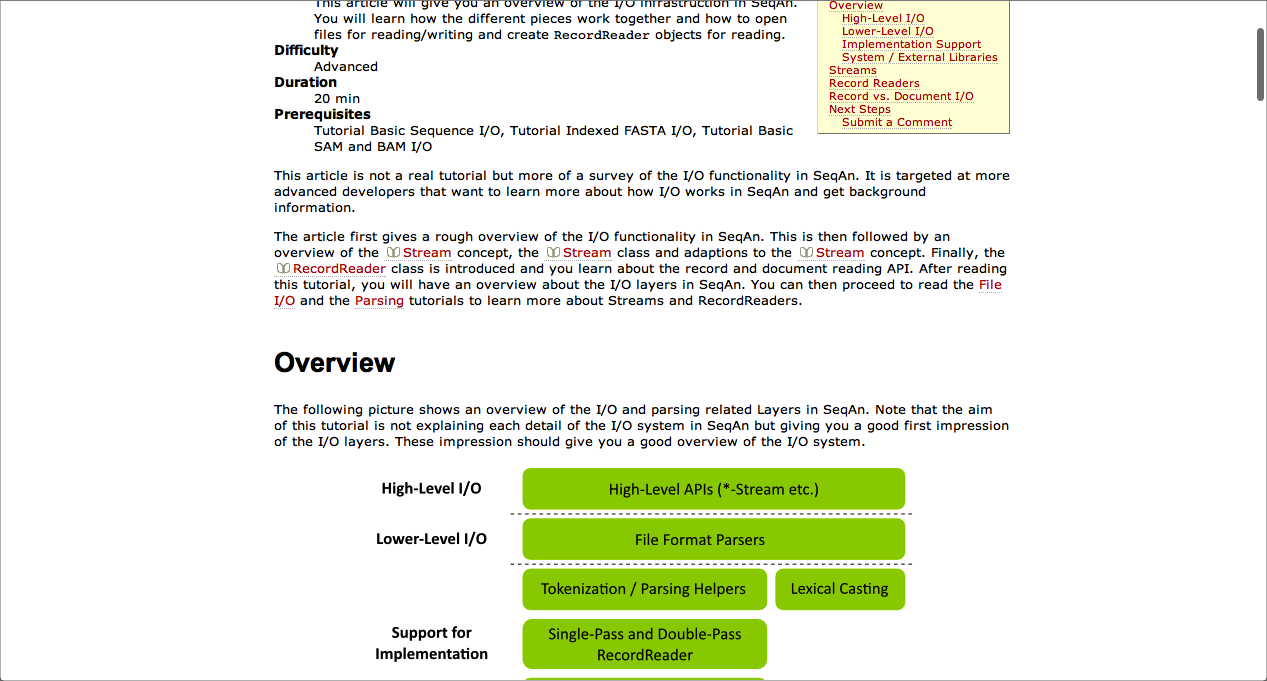 This article will give you an overview of the I/O infrastruction in SeqAn.
You will learn how the different pieces work together and how to open
files for reading/writing and create RecordReader objects for reading.
Difficulty
Advanced
Duration
20 min
Prerequisites
Tutorial Basic Sequence I/O, Tutorial Indexed FASTA I/O, Tutorial Basic
SAM and BAM I/O
Overview
High-Level I/O
Lower-Level I/O
Implementation Support
System / External Libraries
Streams
Record Readers
Record vs. Document I/O
Next Steps
Submit a Comment
This article is not a real tutorial but more of a survey of the I/O functionality in SeqAn. It is targeted at more
advanced developers that want to learn more about how I/O works in SeqAn and get background
information.
The article first gives a rough overview of the I/O functionality in SeqAn. This is then followed by an
overview of the Stream concept, the Stream class and adaptions to the Stream concept. Finally, the
RecordReader class is introduced and you learn about the record and document reading API. After reading
this tutorial, you will have an overview about the I/O layers in SeqAn. You can then proceed to read the File
I/O and the Parsing tutorials to learn more about Streams and RecordReaders.
Overview
The following picture shows an overview of the I/O and parsing related Layers in SeqAn. Note that the aim
of this tutorial is not explaining each detail of the I/O system in SeqAn but giving you a good first impression
of the I/O layers. These impression should give you a good overview of the I/O system.
High-Level I/O
High-Level APIs (*-Stream etc.)
Lower-Level I/O
File Format Parsers
Tokenization / Parsing Helpers
Lexical Casting
Support for
Implementation
Single-Pass and Double-Pass
RecordReader